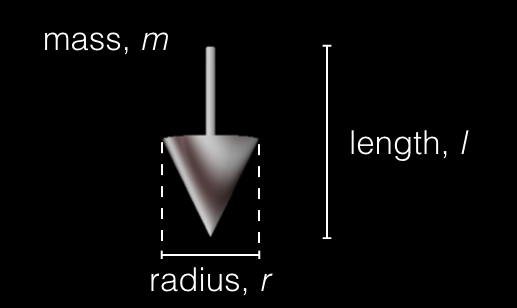 mass, m
length, l
radius, r